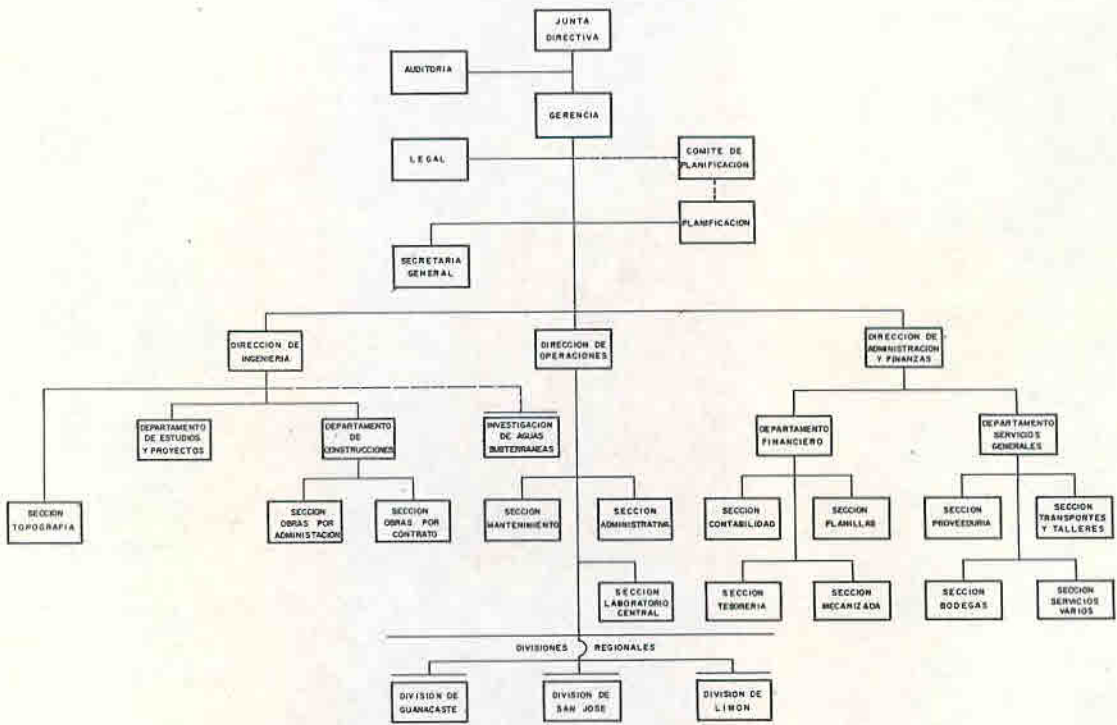 JUNTA
DIRECTIVA
AUDITORIA
GERENCIA
LEGAL
COMITE DE
PLANIFICACION
PLANIFICACION
SECRETARIA
GENERAL
DIRECCION DE
INGENIERIA
DIRECCION DE
OPERACIONES
DIRECCION DE
ADMINISTRACION
Y FINANZAS
DEPARTAMENTO
DE ESTUDIOS
Y PROYECTOS
DEPARTAMENTO
DE
CONSTRUCCIONES
INVESTIGACION
DE AGUAS
SUBTERRANEAS
DEPARTAMENTO
FINANCIERO
DEPARTAMENTO
SERVICIOS
GENERALES
SECCION
TOPOGRAFIA
SECCION
OBRAS POR
ADMINISTACION
SECCION
OBRAS POR
CONTRATO
SECCION
MANTENIMIENTO
SECCION
ADMINISTRATIVA
SECCION
CONTABILIDAD
SECCION
PLANILLAS
SECCION
PROVEEDURIA
SECCION
TRANSPORTES
Y TALLERES
SECCION
LABORATORIO
CENTRAL
SECCION
TESORERIA
SECCION
MECANIZADA
SECCION
BODEGAS
SECCION
SERVICIOS
VARIOS
DIVISIONES REGIONALES
DIVISION DE
GUANACASTE
DIVISION DE
SAN JOSE
DIVISION DE
LIMON